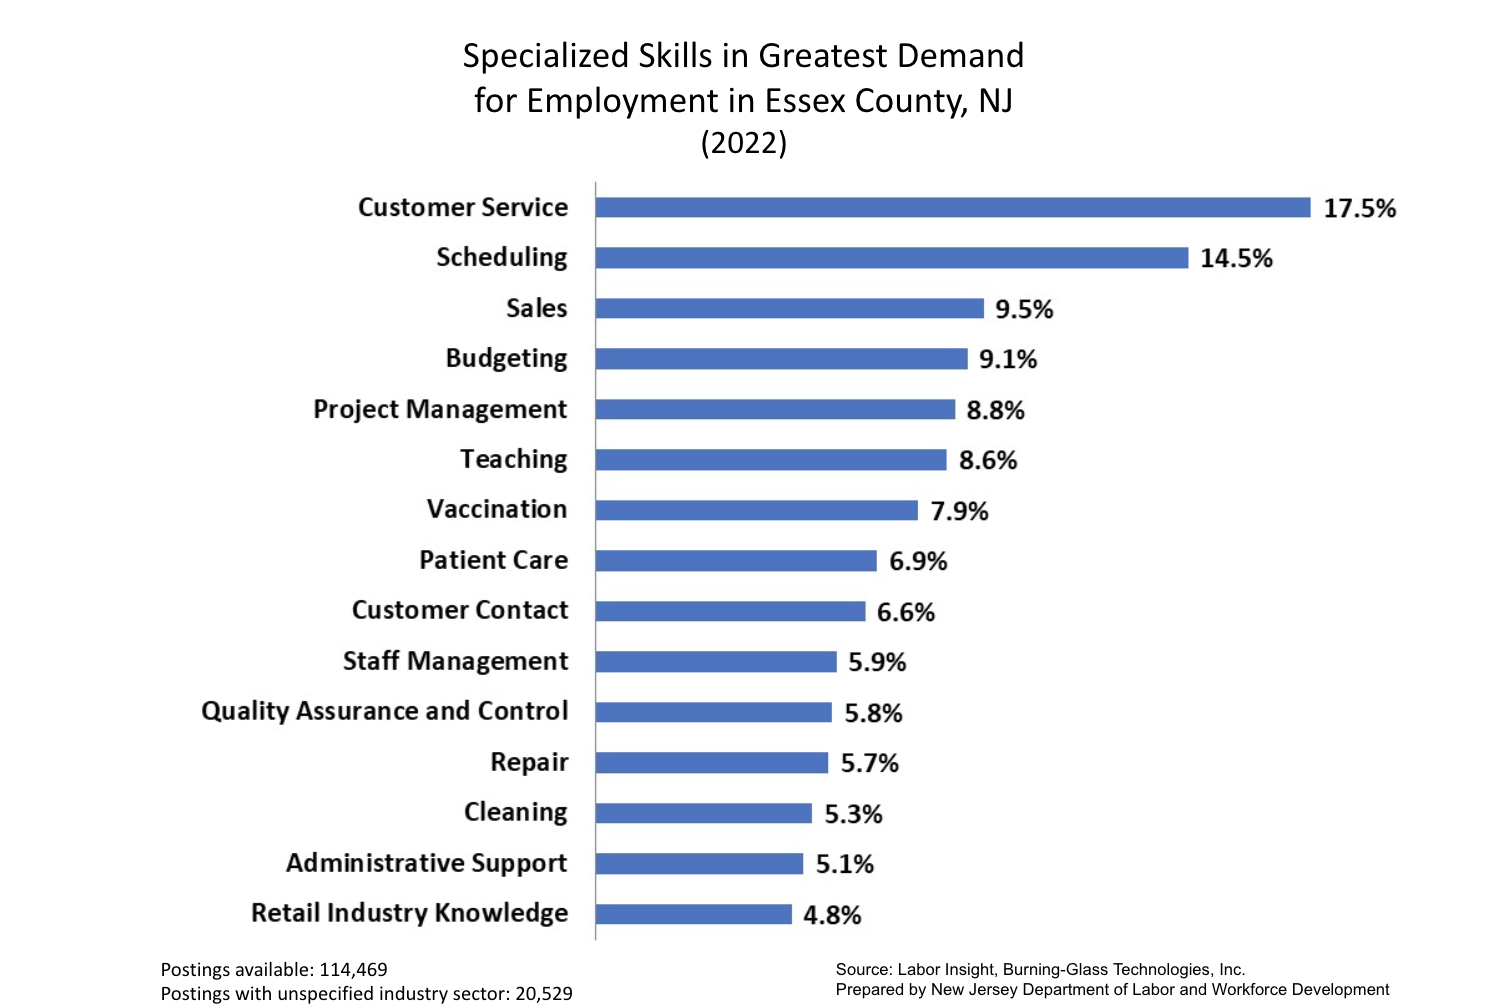 Specialized Skills in Greatest Demand
for Employment in Essex County, NJ
(2022)
Customer Service 17.5%
Scheduling 14.5%
Sales 9.5%
Budgeting 9.1%
Project Management 8.8%
Teaching 8.6%
Vaccination 7.9%
Patient Care 6.9%
Customer Contact 6.6%
Staff Management 5.9%
Quality Assurance and Control 5.8%
Repair 5.7%
Cleaning 5.3%
Administrative Support 5.1%
Retail Industry Knowledge 4.8%
Postings available: 114,469
Postings with unspecified industry sector: 20,529
Source: Labor Insight, Burning-Glass Technologies, Inc.
Prepared by New Jersey Department of Labor and Workforce Development